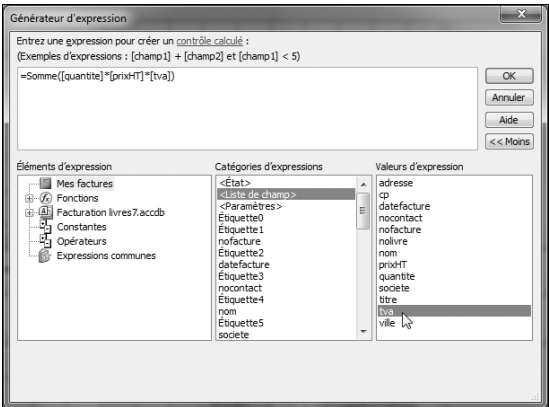 Générateur d'expression
Entrez une expression pour créer un contrôle calculé :
(Exemples d'expressions : [champ1] + [champ2] et [champ1] < 5)
=Somme([quantite]*[prixHT]*[tva])
OK
Annuler
Aide
<< Moins
Éléments d'expression
Mes factures
Fonctions
Facturation livres7.accdb
Constantes
Opérateurs
Expressions communes
Catégories d'expressions
<État>
<Liste de champ>
<Paramètres>
Étiquette0
Étiquette1
nofacture
Étiquette2
datefacture
Étiquette3
nocontact
Étiquette4
nom
Étiquette5
societe
Valeurs d'expression
adresse
cp
datefacture
nocontact
nofacture
nolivre
nom
prixHT
quantite
societe
titre
tva
ville